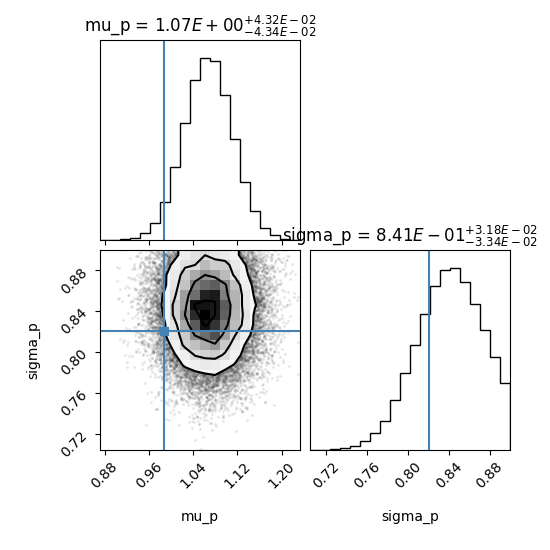 mu_p = 1.07E + 00 +4.32E − 02 −4.34E − 02
sigma_p = 8.41E − 01 +3.18E − 02 −3.34E − 02
0.88
0.84
0.80
0.76
0.72
sigma_p
0.88 0.96 1.04 1.12 1.20
0.72 0.76 0.80 0.84 0.88
mu_p
sigma_p